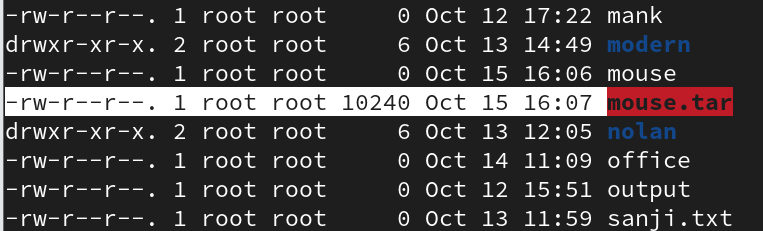 -rw-r--r--. 1 root root     0 Oct 12 17:22 mank
drwxr-xr-x. 2 root root     6 Oct 13 14:49 modern
-rw-r--r--. 1 root root     0 Oct 15 16:06 mouse
-rw-r--r--. 1 root root 10240 Oct 15 16:07 mouse.tar
drwxr-xr-x. 2 root root     6 Oct 13 12:05 nolan
-rw-r--r--. 1 root root     0 Oct 14 11:09 office
-rw-r--r--. 1 root root     0 Oct 12 15:51 output
-rw-r--r--. 1 root root     0 Oct 13 11:59 sanji.txt